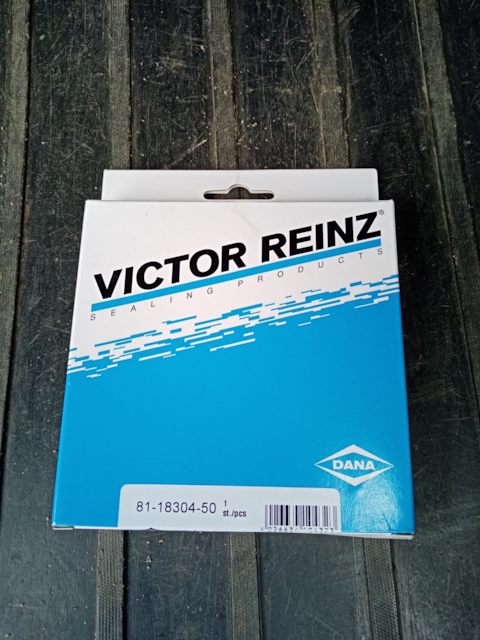 VICTOR REINZ®
SEALING PRODUCTS
DANA
81-18304-50 1 st./pcs